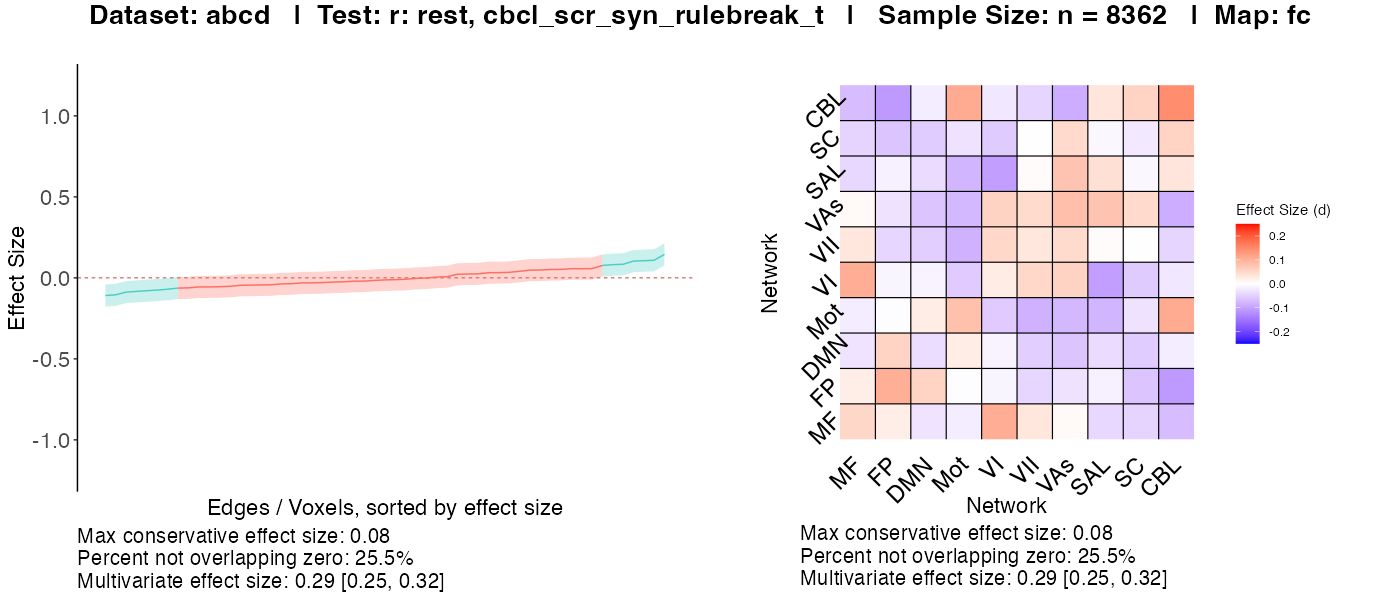 Dataset: abcd | Test: r: rest, cbcl_scr_syn_rulebreak_t | Sample Size: n = 8362 | Map: fc
Effect Size
1.0
0.5
0.0
-0.5
-1.0
Edges / Voxels, sorted by effect size
Max conservative effect size: 0.08
Percent not overlapping zero: 25.5%
Multivariate effect size: 0.29 [0.25, 0.32]
Network
CBL
SC
SAL
VAs
VII
VI
Mot
DMN
FP
MF
MF FP DMN Mot VI VII VAs SAL SC CBL
Network
Max conservative effect size: 0.08
Percent not overlapping zero: 25.5%
Multivariate effect size: 0.29 [0.25, 0.32]
Effect Size (d)
0.2
0.1
0.0
-0.1
-0.2